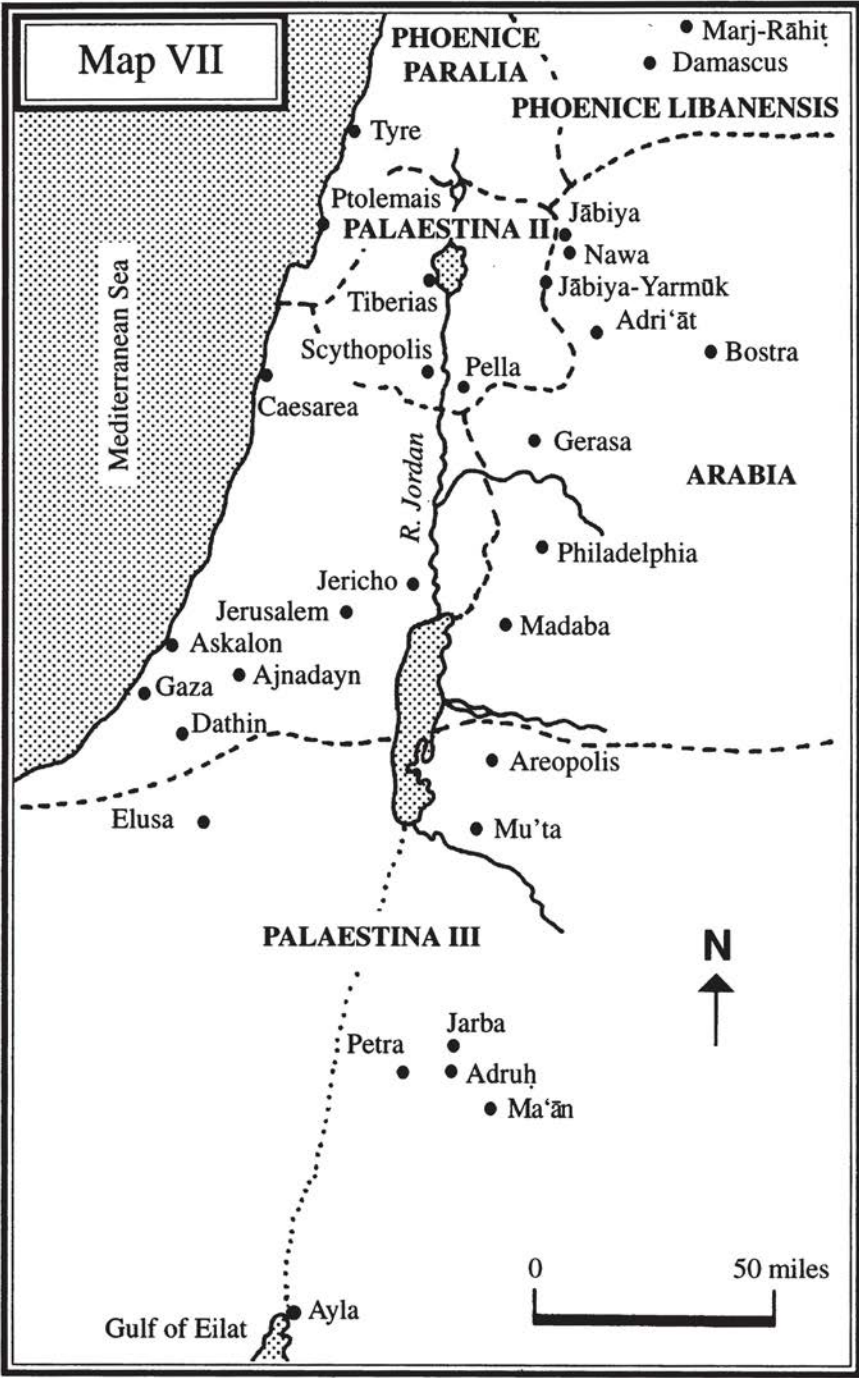 Map VII
PHOENICE
PARALIA
Marj-Rāhiṭ
Damascus
PHOENICE LIBANENSIS
Tyre
Ptolemais
PALAESTINA II
Jābiya
Nawa
Jābiya-Yarmūk
Tiberias
Adri‘āt
Scythopolis
Pella
Bostra
Caesarea
Mediterranean Sea
R. Jordan
Gerasa
ARABIA
Philadelphia
Jericho
Jerusalem
Madaba
Askalon
Ajnadayn
Gaza
Dathin
Areopolis
Elusa
Mu’ta
PALAESTINA III
N
Jarba
Petra
Adruḥ
Ma‘ān
0 50 miles
Ayla
Gulf of Eilat